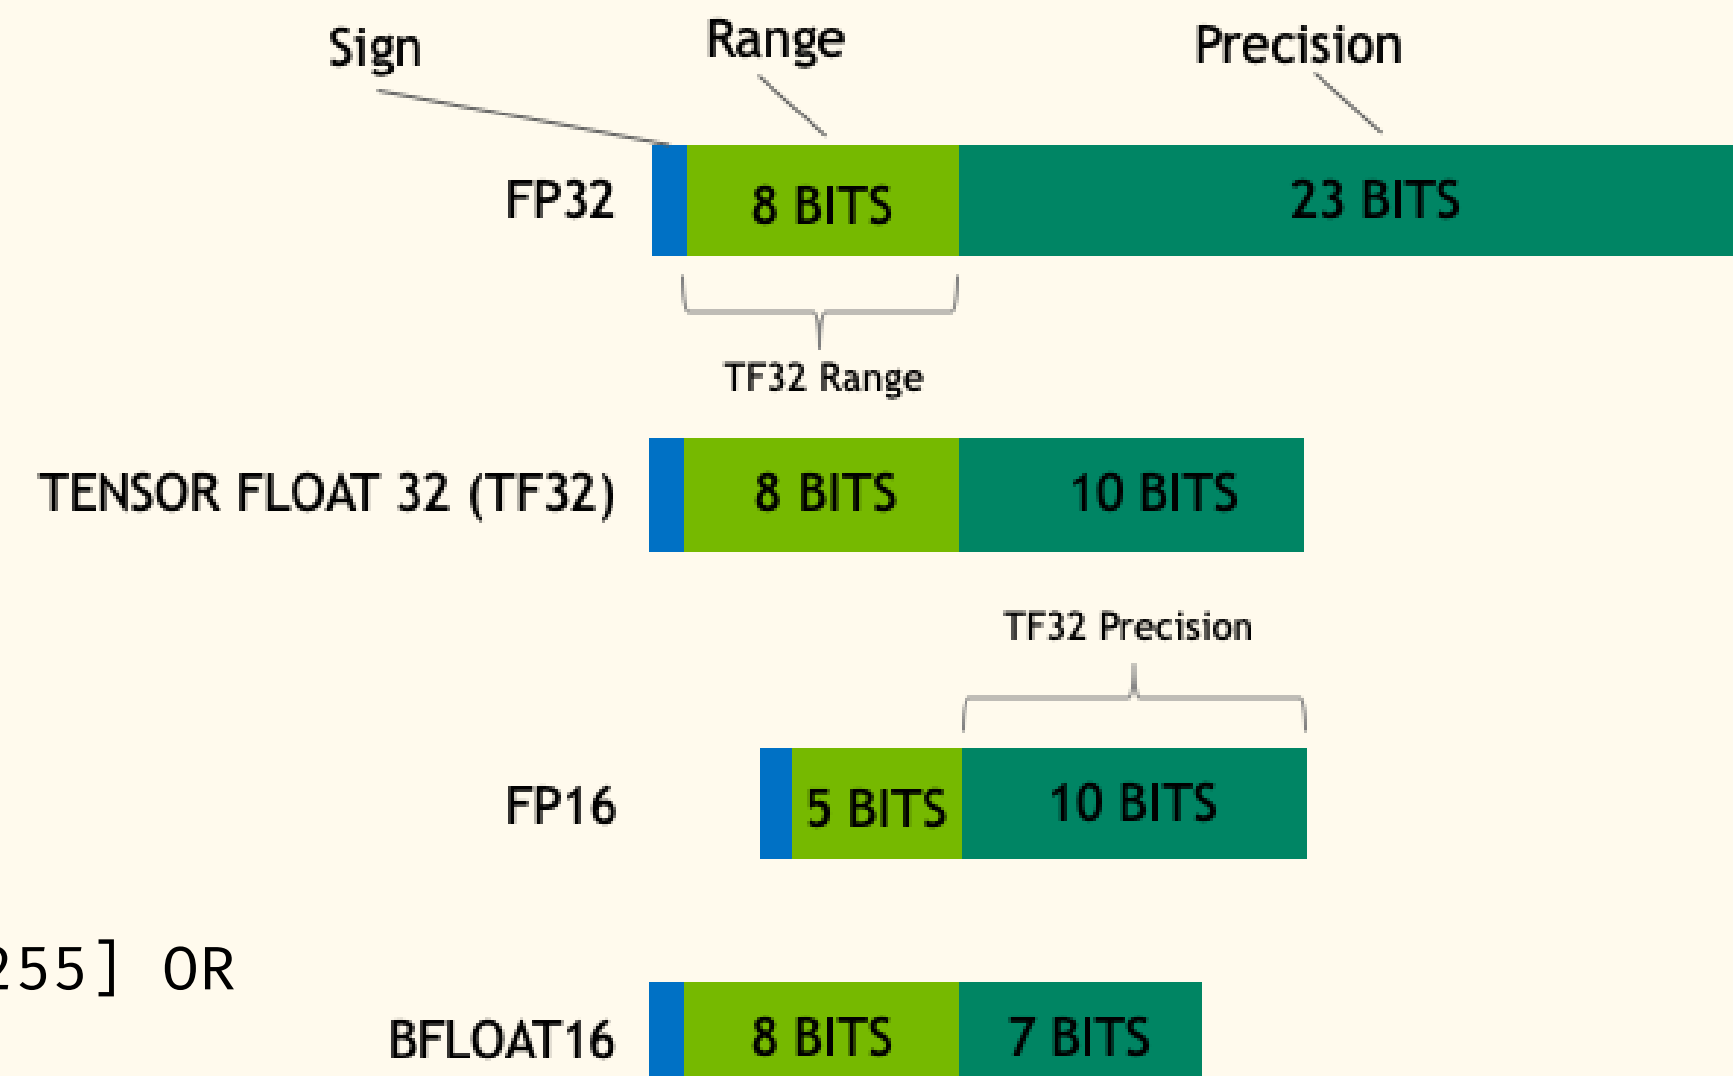 Sign
Range
Precision
FP32
8 BITS
23 BITS
TF32 Range
TENSOR FLOAT 32 (TF32)
8 BITS
10 BITS
TF32 Precision
FP16
5 BITS
10 BITS
255] OR
BFLOAT16
8 BITS
7 BITS